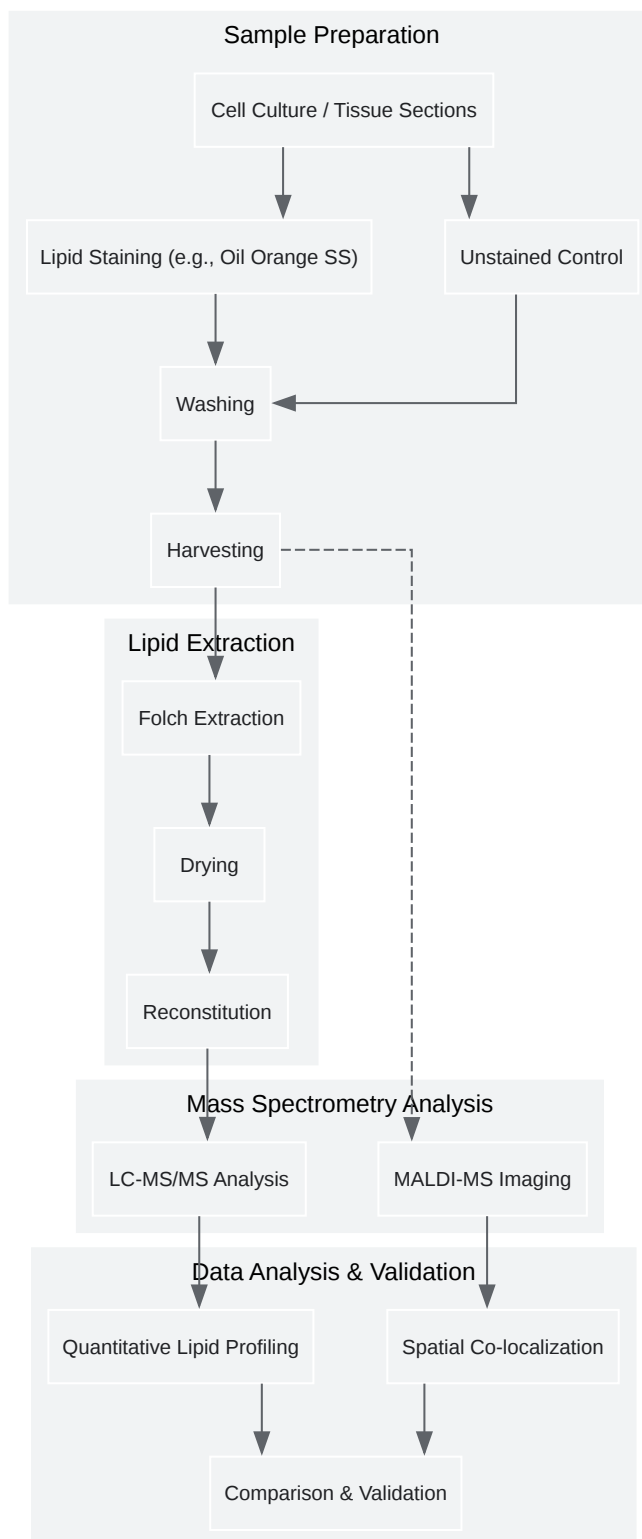 Sample Preparation
Cell Culture / Tissue Sections
Lipid Staining (e.g., Oil Orange SS)
Unstained Control
Washing
Harvesting
Lipid Extraction
Folch Extraction
Drying
Reconstitution
Mass Spectrometry Analysis
LC-MS/MS Analysis
MALDI-MS Imaging
Data Analysis & Validation
Quantitative Lipid Profiling
Spatial Co-localization
Comparison & Validation